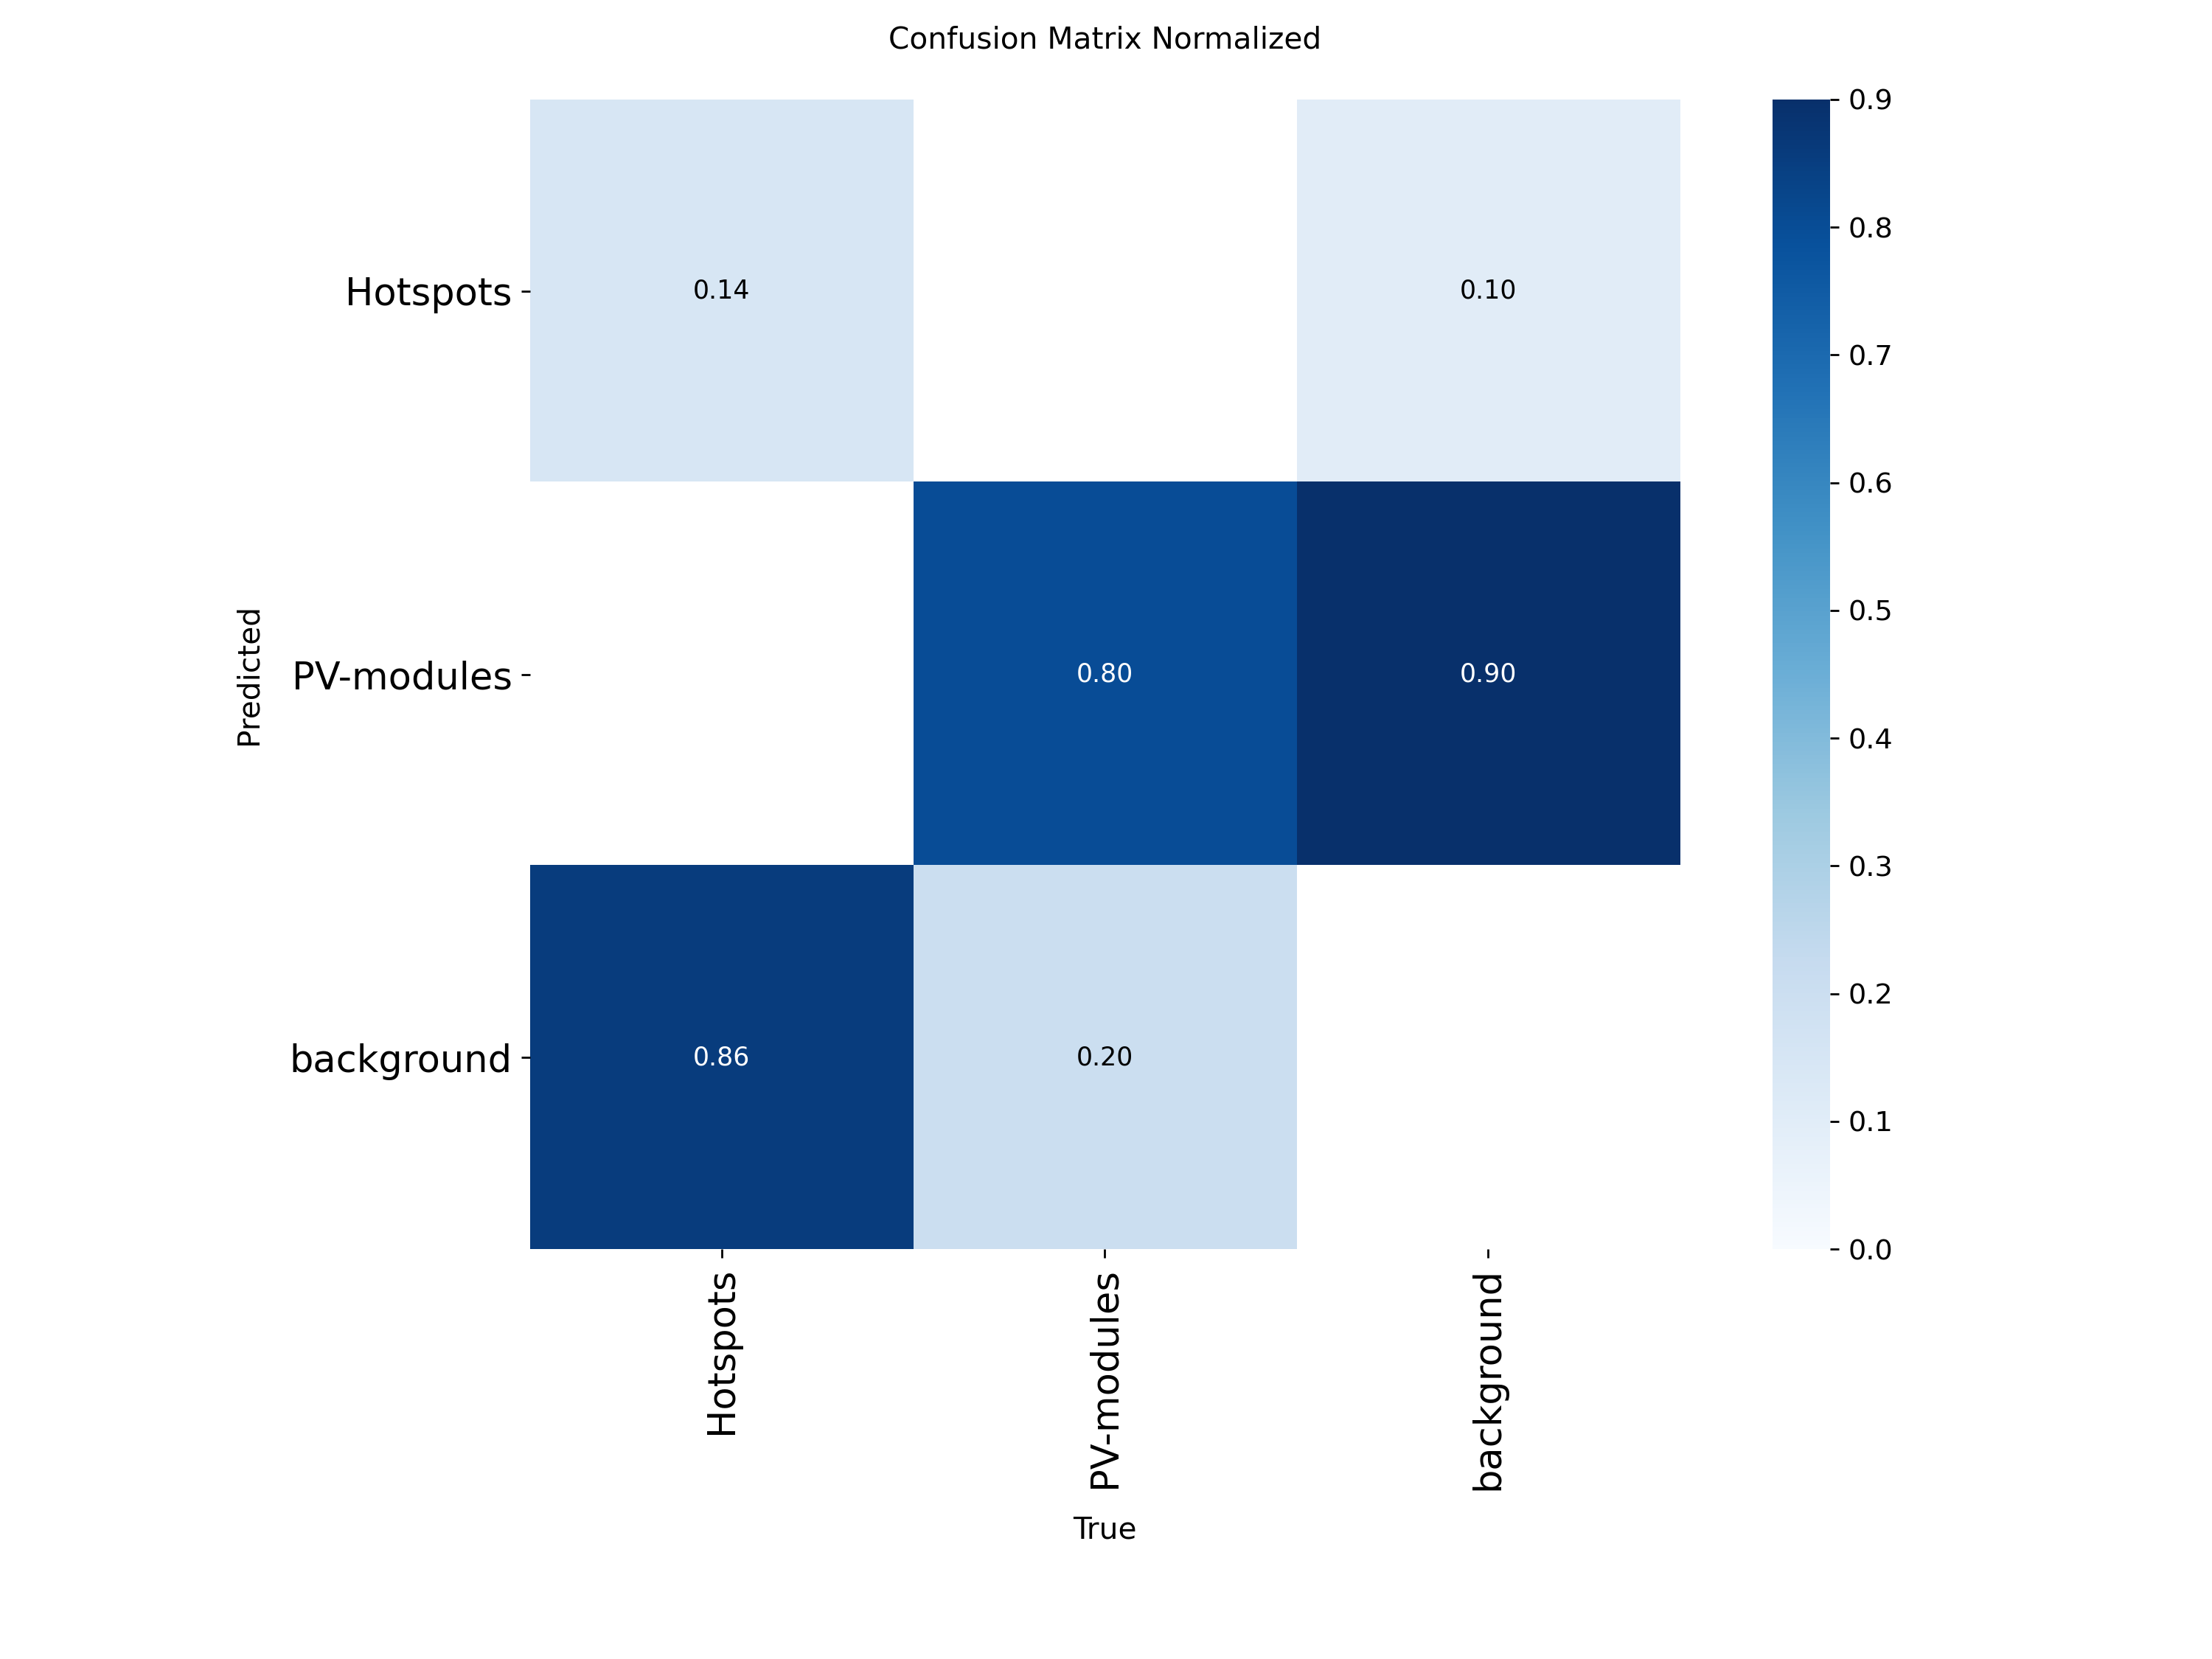 Confusion Matrix Normalized
Hotspots
PV-modules
background
Predicted
0.14
0.10
0.80
0.90
0.86
0.20
Hotspots
PV-modules
background
True
0.9
0.8
0.7
0.6
0.5
0.4
0.3
0.2
0.1
0.0